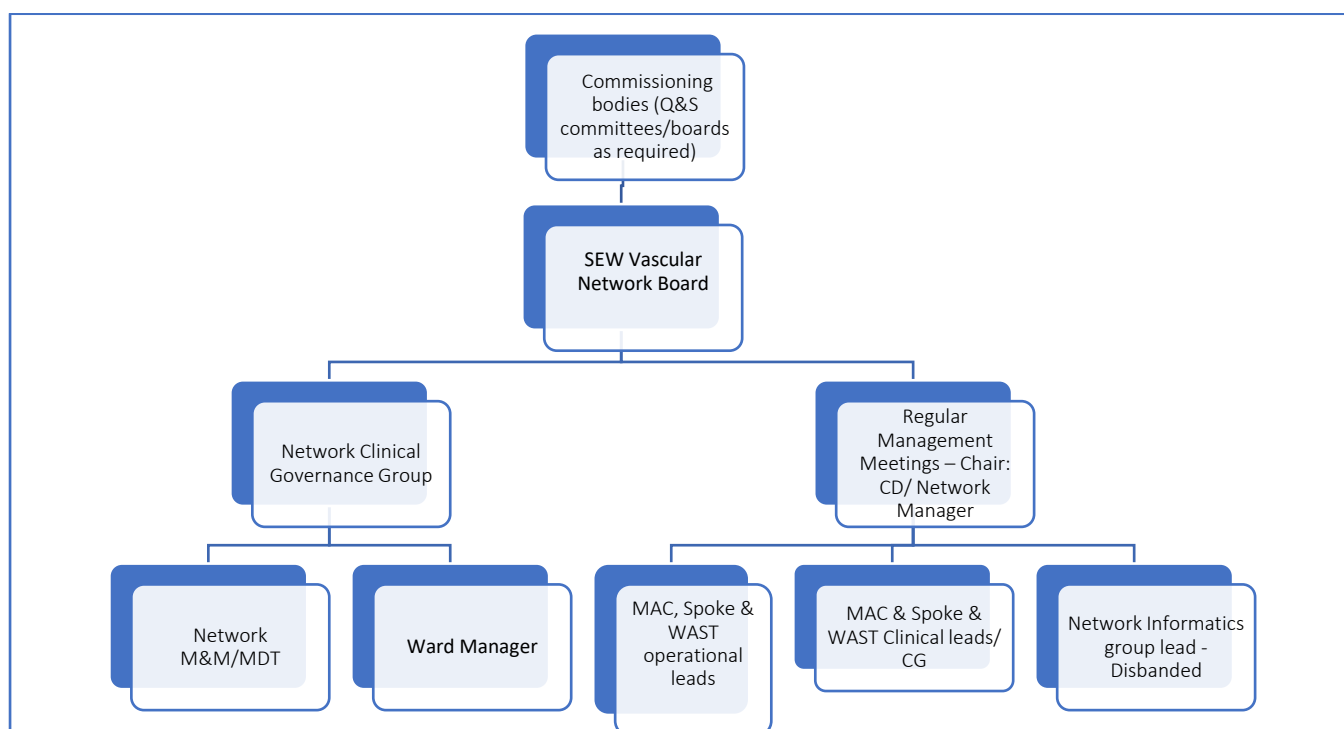 Commissioning
bodies (Q&S
committees/boards
as required)
SEW Vascular
Network Board
Network Clinical
Governance Group
Regular
Management
Meetings – Chair:
CD/ Network
Manager
Network
M&M/MDT
Ward Manager
MAC, Spoke &
WAST
operational
leads
MAC & Spoke &
WAST Clinical leads/
CG
Network Informatics
group lead -
Disbanded